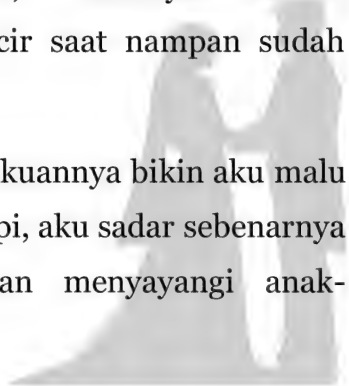 cir saat nampan sudah
kuannya bikin aku malu
pi, aku sadar sebenarnya
an menyayangi anak-